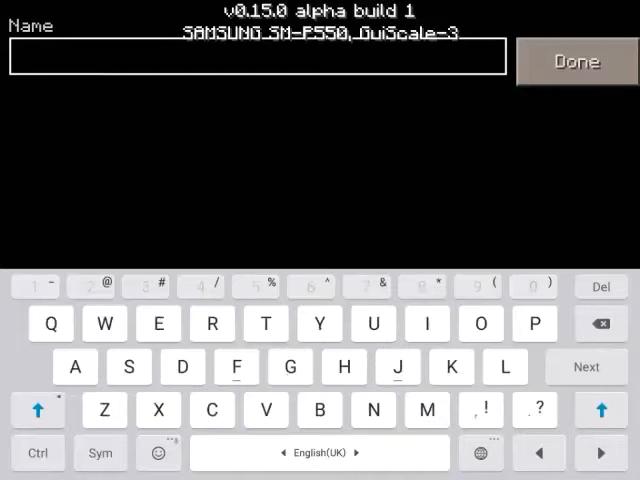 v0.15.0 alpha build 1
Name
SAMSUNG SM-P550, GuiScale-3
Done
1 - 2 @ 3 # 4 / 5 % 6 ^ 7 & 8 * 9 ( 0 ) Del
Q W E R T Y U I O P
A S D F G H J K L Next
Z X C V B N M , ! . ?
Ctrl Sym English(UK)